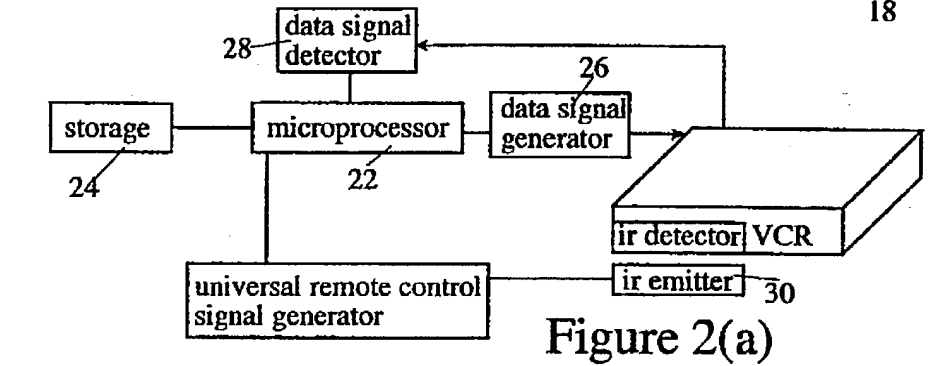 18
data signal
detector
28
26
storage
microprocessor
data signal
generator
24
22
ir detector VCR
universal remote control
signal generator
ir emitter
30
Figure 2(a)